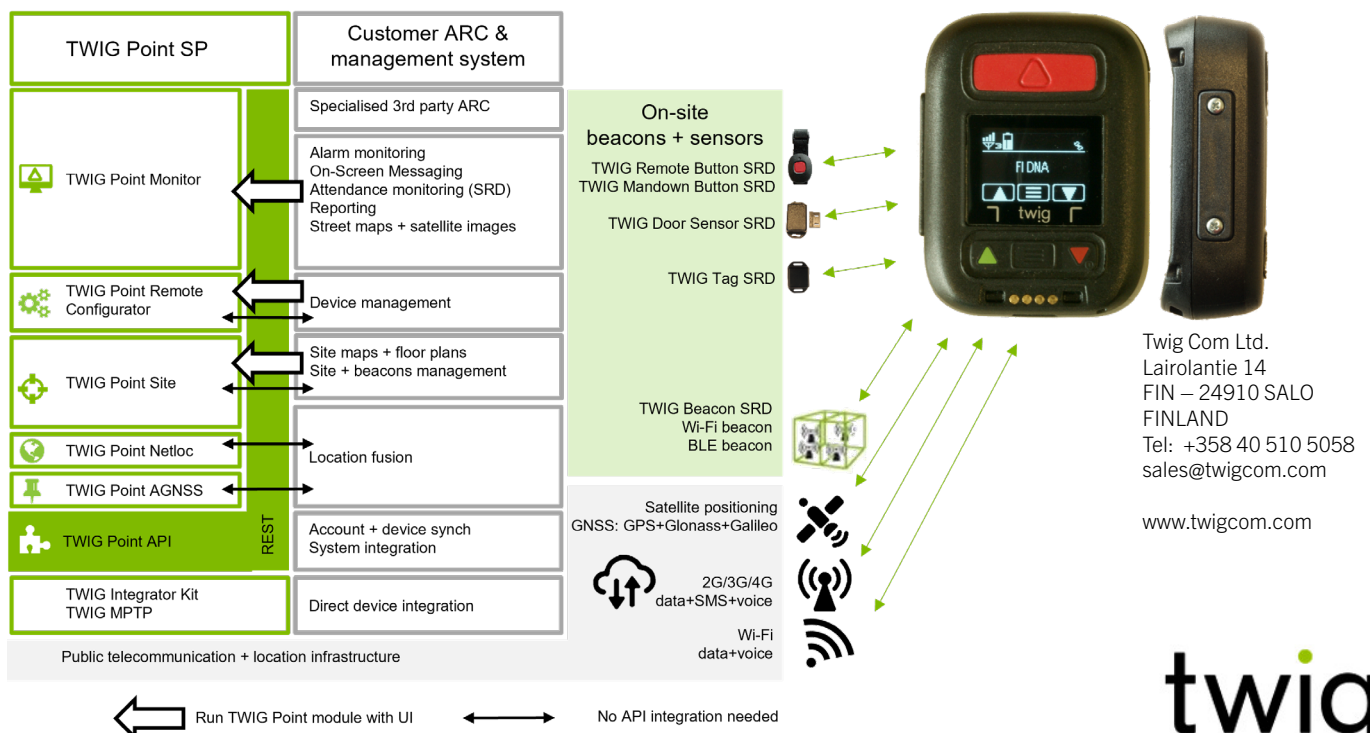 TWIG Point SP
Customer ARC &
management system
TWIG Point Monitor
Specialised 3rd party ARC
Alarm monitoring
On-Screen Messaging
Attendance monitoring (SRD)
Reporting
Street maps + satellite images
TWIG Point Remote
Configurator
Device management
TWIG Point Site
Site maps + floor plans
Site + beacons management
TWIG Point Netloc
Location fusion
TWIG Point AGNSS
TWIG Point API
REST
Account + device synch
System integration
TWIG Integrator Kit
TWIG MPTP
Direct device integration
Public telecommunication + location infrastructure
Run TWIG Point module with UI
No API integration needed
On-site
beacons + sensors
TWIG Remote Button SRD
TWIG Mandown Button SRD
TWIG Door Sensor SRD
TWIG Tag SRD
TWIG Beacon SRD
Wi-Fi beacon
BLE beacon
Satellite positioning
GNSS: GPS+Glonass+Galileo
2G/3G/4G
data+SMS+voice
Wi-Fi
data+voice
FI DNA
twig
Twig Com Ltd.
Lairolantie 14
FIN – 24910 SALO
FINLAND
Tel: +358 40 510 5058
sales@twigcom.com
www.twigcom.com
twig